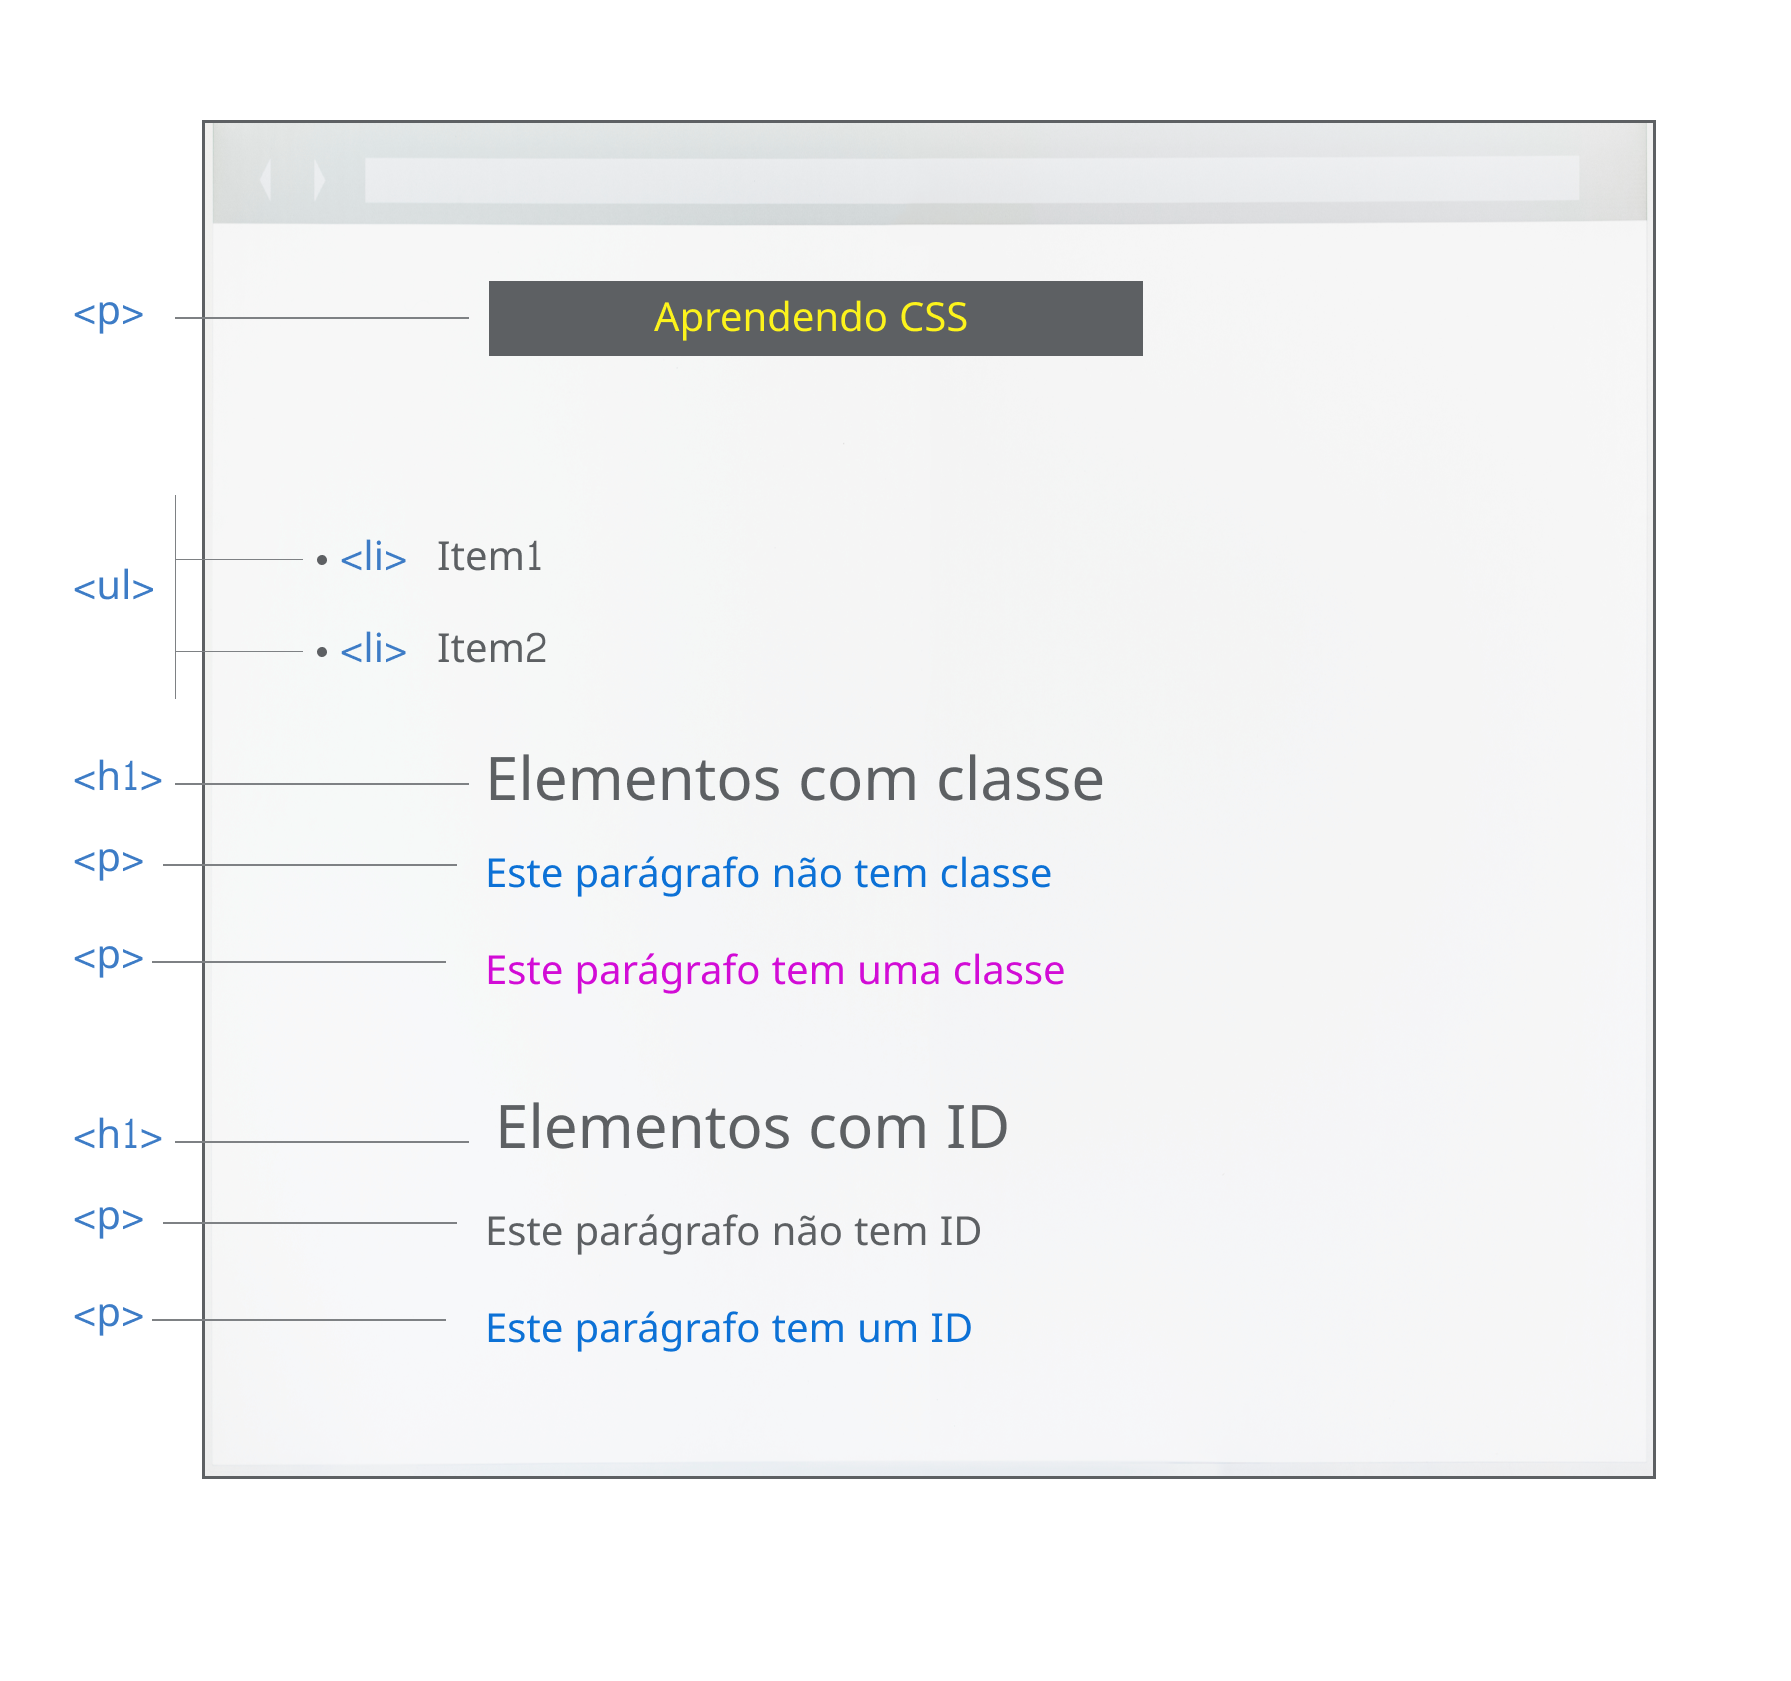 <p> Aprendendo CSS
<ul>
<li> Item1
<li> Item2
<h1> Elementos com classe
<p> Este parágrafo não tem classe
<p> Este parágrafo tem uma classe
<h1> Elementos com ID
<p> Este parágrafo não tem ID
<p> Este parágrafo tem um ID